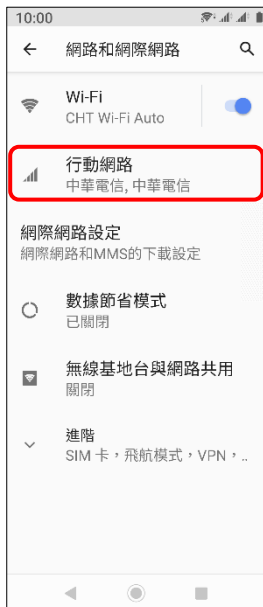 10:00
網路和網際網路
Wi-Fi
CHT Wi-Fi Auto
行動網路
中華電信, 中華電信
網際網路設定
網際網路和MMS的下載設定
數據節省模式
已關閉
無線基地台與網路共用
關閉
進階
SIM 卡，飛航模式，VPN，..